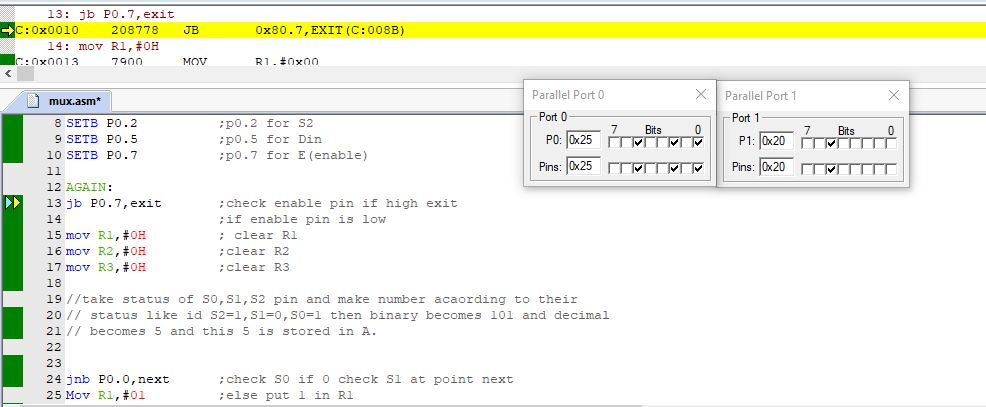 13: jb P0.7,exit
C:0x0010 208778 JB 0x80.7,EXIT(C:008B)
14: mov R1,#0H
C:0x0013 7900 MOV R1,#0x00
mux.asm*
8 SETB P0.2 ;p0.2 for S2
9 SETB P0.5 ;p0.5 for Din
10 SETB P0.7 ;p0.7 for E(enable)
11
12 AGAIN:
13 jb P0.7,exit ;check enable pin if high exit
14 ;if enable pin is low
15 mov R1,#0H ; clear R1
16 mov R2,#0H ;clear R2
17 mov R3,#0H ;clear R3
18
19 //take status of S0,S1,S2 pin and make number acaording to their
20 // status like id S2=1,S1=0,S0=1 then binary becomes 101 and decimal
21 // becomes 5 and this 5 is stored in A.
22
23
24 jnb P0.0,next ;check S0 if 0 check S1 at point next
25 Mov R1,#01 ;else put 1 in R1
Parallel Port 0
Port 0
7 Bits 0
P0: 0x25
Pins: 0x25
Parallel Port 1
Port 1
7 Bits 0
P1: 0x20
Pins: 0x20